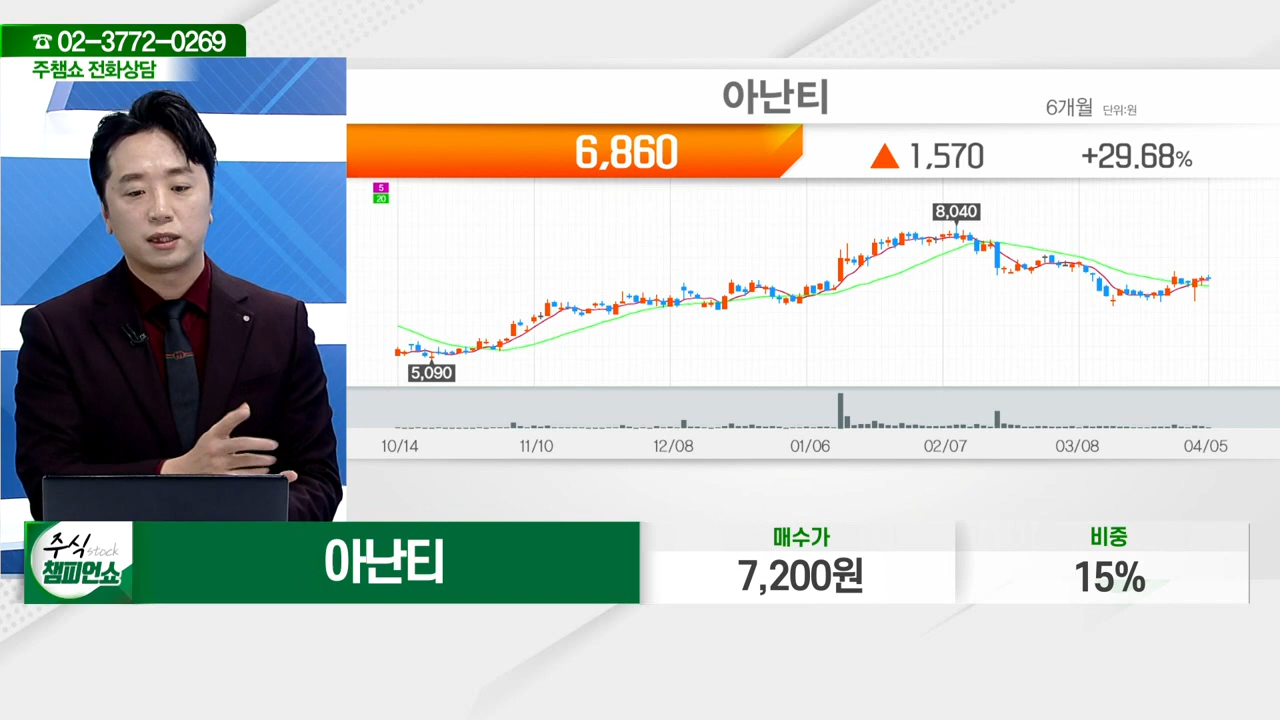 ☎ 02-3772-0269
주챔쇼 전화상담
아난티
6개월 단위:원
6,860 ▲ 1,570 +29.68%
5
20
8,040
5,090
10/14 11/10 12/08 01/06 02/07 03/08 04/05
주식 stock
챔피언쇼
아난티
매수가
7,200원
비중
15%